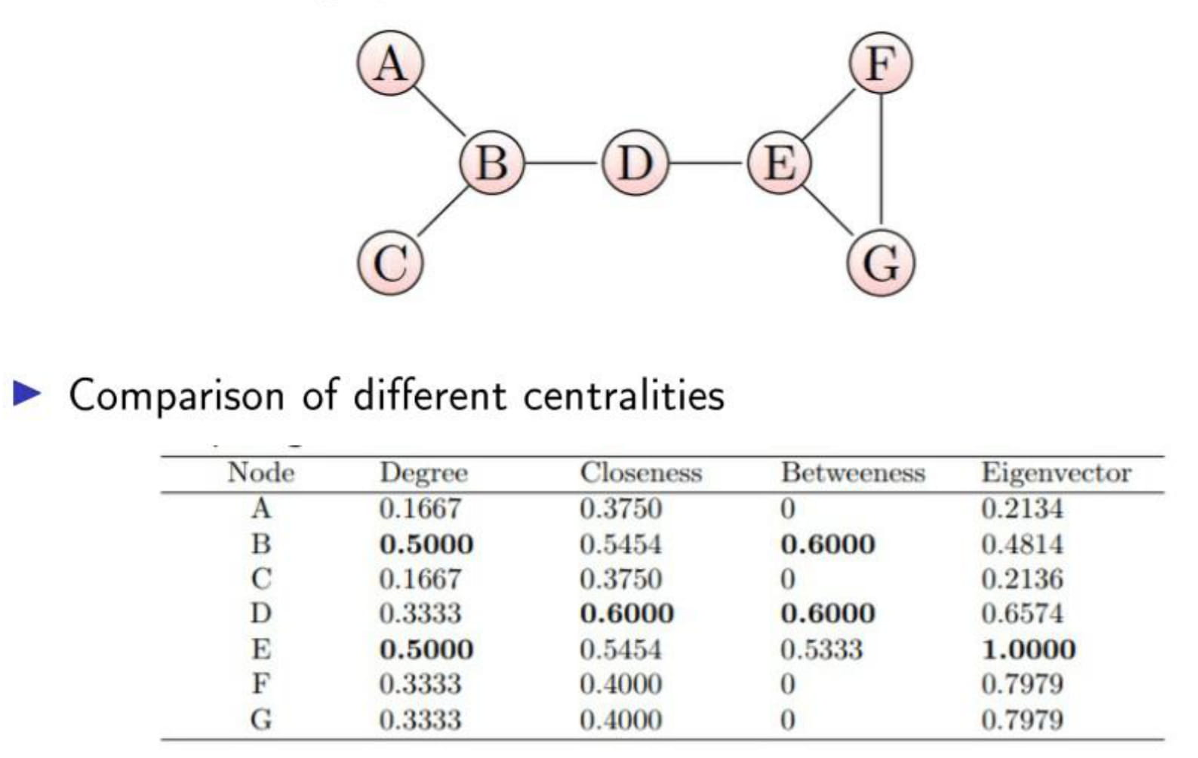 A
F
B
D
E
C
G
Comparison of different centralities
Node Degree Closeness Betweeness Eigenvector
A 0.1667 0.3750 0 0.2134
B 0.5000 0.5454 0.6000 0.4814
C 0.1667 0.3750 0 0.2136
D 0.3333 0.6000 0.6000 0.6574
E 0.5000 0.5454 0.5333 1.0000
F 0.3333 0.4000 0 0.7979
G 0.3333 0.4000 0 0.7979